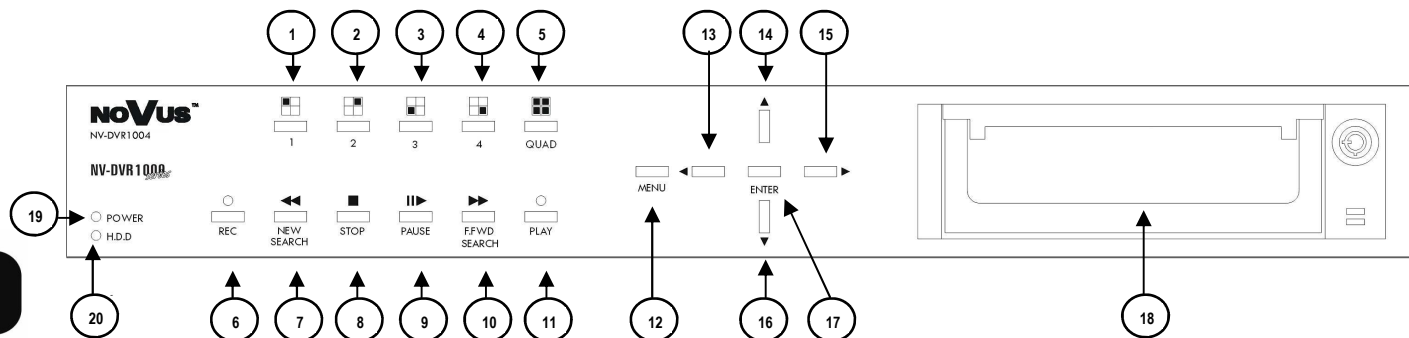 1 2 3 4 5 13 14 15
NOVUS™
NV-DVR1004
1 2 3 4 QUAD
NV-DVR1000 series
MENU ENTER
19 POWER
H.D.D
REC NEW SEARCH STOP PAUSE F.FWD SEARCH PLAY
20 6 7 8 9 10 11 12 16 17 18